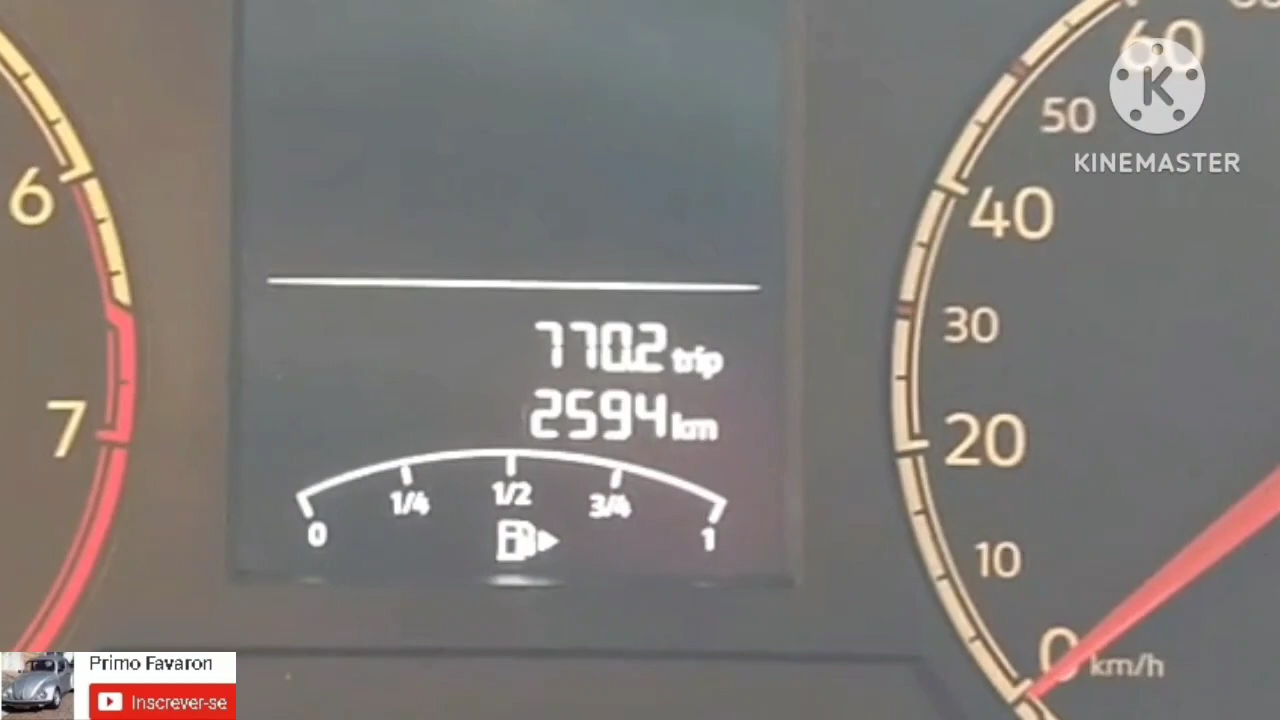 60
50
KINEMASTER
6
40
30
770.2 trip
2594 km
7
20
1/4 1/2 3/4
0 1
10
0 km/h
Primo Favaron
Inscrever-se